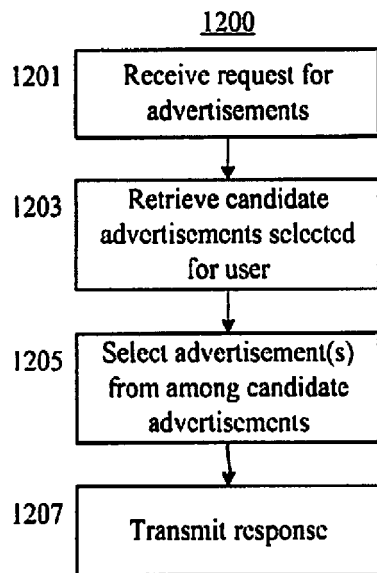 1200
1201
Receive request for
advertisements
1203
Retrieve candidate
advertisements selected
for user
1205
Select advertisement(s)
from among candidate
advertisements
1207
Transmit response